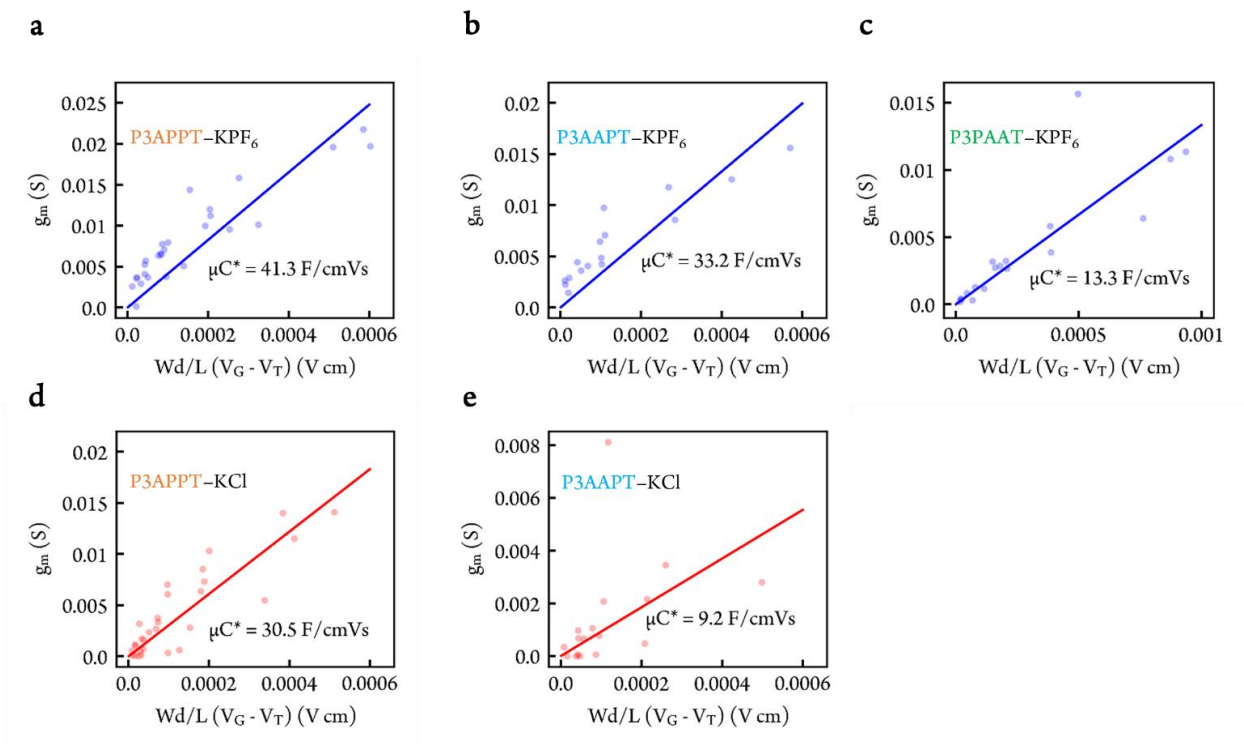 a
b
c
0.025
0.02
0.015
0.01
0.005
0.0
0.0
0.0002
0.0004
0.0006
gm (S)
P3APPT–KPF6
μC* = 41.3 F/cmVs
Wd/L (VG - VT) (V cm)
0.02
0.015
0.01
0.005
0.0
0.0
0.0002
0.0004
0.0006
gm (S)
P3AAPT–KPF6
μC* = 33.2 F/cmVs
Wd/L (VG - VT) (V cm)
0.015
0.01
0.005
0.0
0.0
0.0005
0.001
gm (S)
P3PAAT–KPF6
μC* = 13.3 F/cmVs
Wd/L (VG - VT) (V cm)
d
e
0.02
0.015
0.01
0.005
0.0
0.0
0.0002
0.0004
0.0006
gm (S)
P3APPT–KCl
μC* = 30.5 F/cmVs
Wd/L (VG - VT) (V cm)
0.008
0.006
0.004
0.002
0.0
0.0
0.0002
0.0004
0.0006
gm (S)
P3AAPT–KCl
μC* = 9.2 F/cmVs
Wd/L (VG - VT) (V cm)